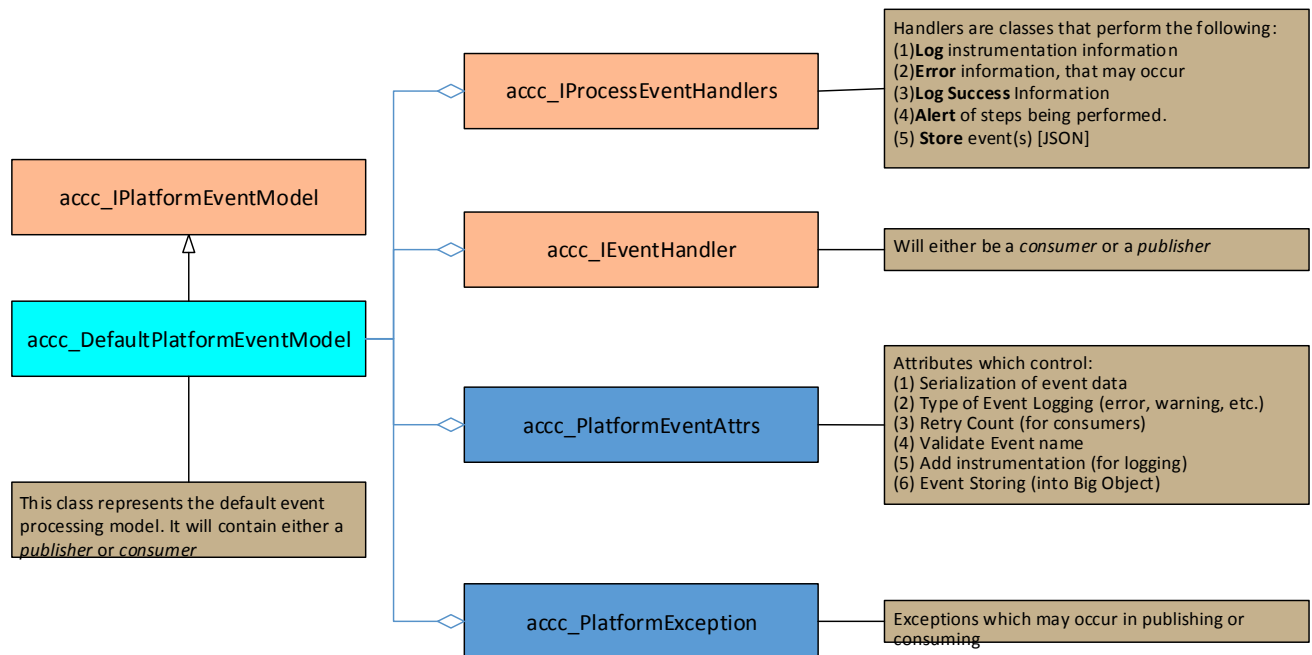 accc_IPlatformEventModel
accc_DefaultPlatformEventModel
This class represents the default event
processing model. It will contain either a
publisher or consumer
accc_IProcessEventHandlers
Handlers are classes that perform the following:
(1)Log instrumentation information
(2)Error information, that may occur
(3)Log Success Information
(4)Alert of steps being performed.
(5) Store event(s) [JSON]
accc_IEventHandler
Will either be a consumer or a publisher
accc_PlatformEventAttrs
Attributes which control:
(1) Serialization of event data
(2) Type of Event Logging (error, warning, etc.)
(3) Retry Count (for consumers)
(4) Validate Event name
(5) Add instrumentation (for logging)
(6) Event Storing (into Big Object)
accc_PlatformException
Exceptions which may occur in publishing or
consuming